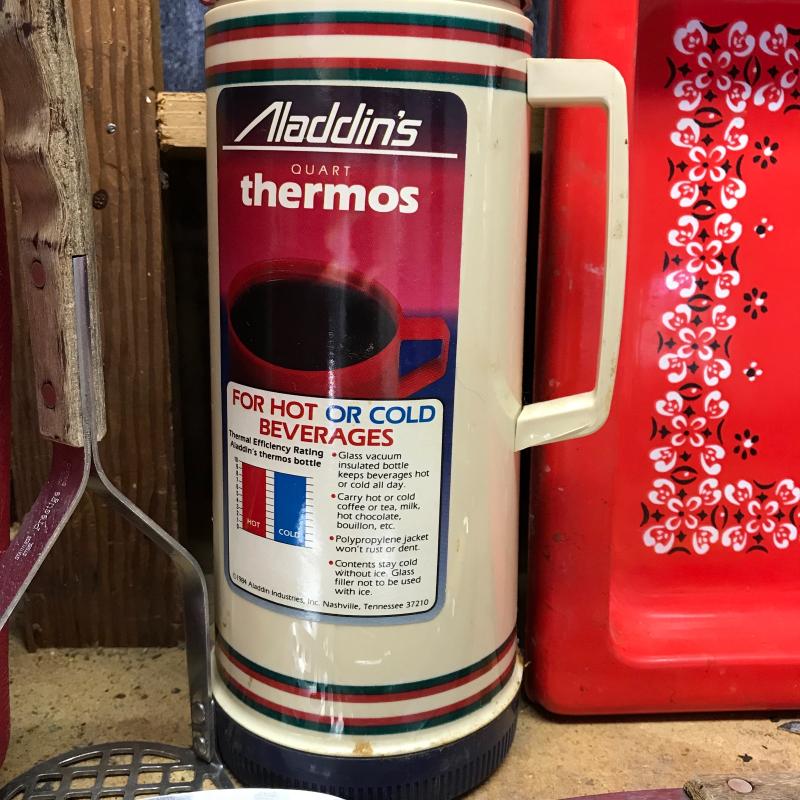 Aladdin's
QUART
thermos
FOR HOT OR COLD
BEVERAGES
Thermal Efficiency Rating
Aladdin's thermos bottle
HOT
COLD
•Glass vacuum
insulated bottle
keeps beverages hot
or cold all day.
•Carry hot or cold
coffee or tea, milk,
hot chocolate,
bouillon, etc.
•Polypropylene jacket
won't rust or dent.
•Contents stay cold
without ice. Glass
filler not to be used
with ice.
©1984 Aladdin Industries, Inc. Nashville, Tennessee 37210
Prestige